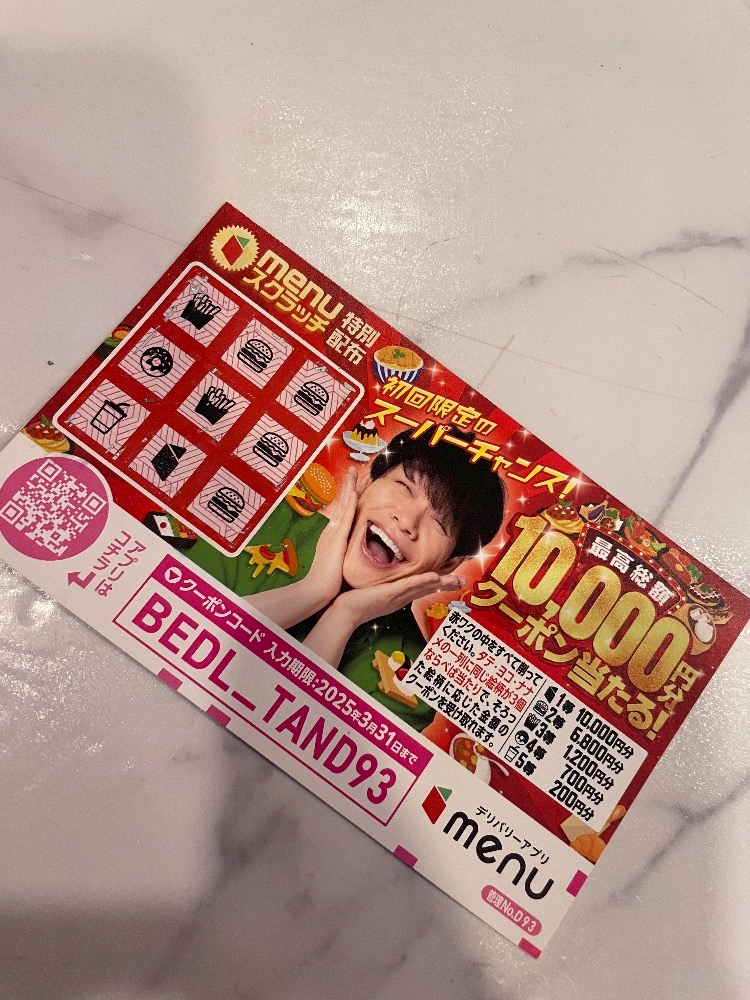 menu
スクラッチ
特別
配布
初回限定の
スーパーチャンス!
最高総額
10,000円分
クーポン当たる!
赤ワクの中をすべて削って
ください。タテ・ヨコ・ナナ
メの一列に同じ絵柄が3個
ならべば当たりで、そろっ
た絵柄に応じた金額の
クーポンを受け取れます。
1等 10,000円分
2等 6,800円分
3等 1,200円分
4等 700円分
5等 200円分
アプリは
コチラ
クーポンコード 入力期限:2025年3月31日まで
BEDL_TAND93
デリバリーアプリ
menu
管理No.D93